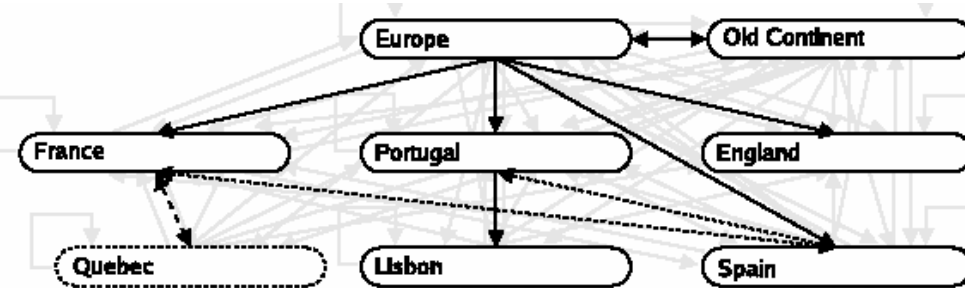 Europe
Old Continent
France
Portugal
England
Quebec
Lisbon
Spain